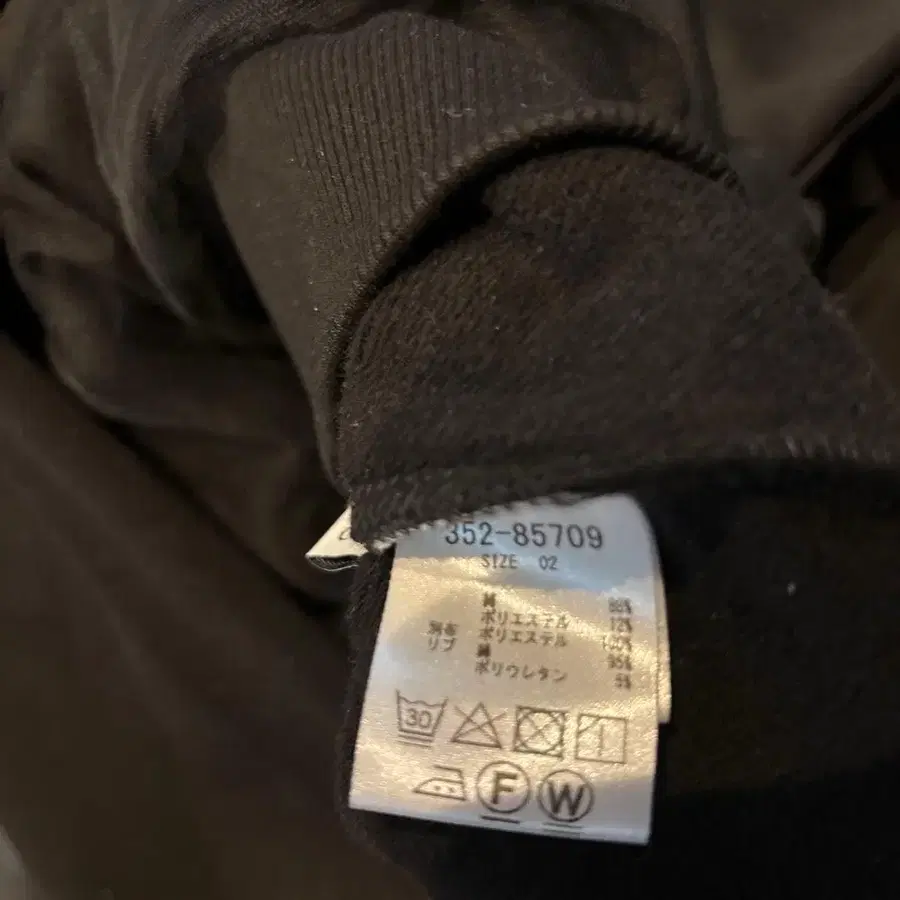 352-85709
SIZE 02
綿 88%
ポリエステル 12%
別布 ポリエステル 100%
リブ 綿 95%
ポリウレタン 5%
30
F W